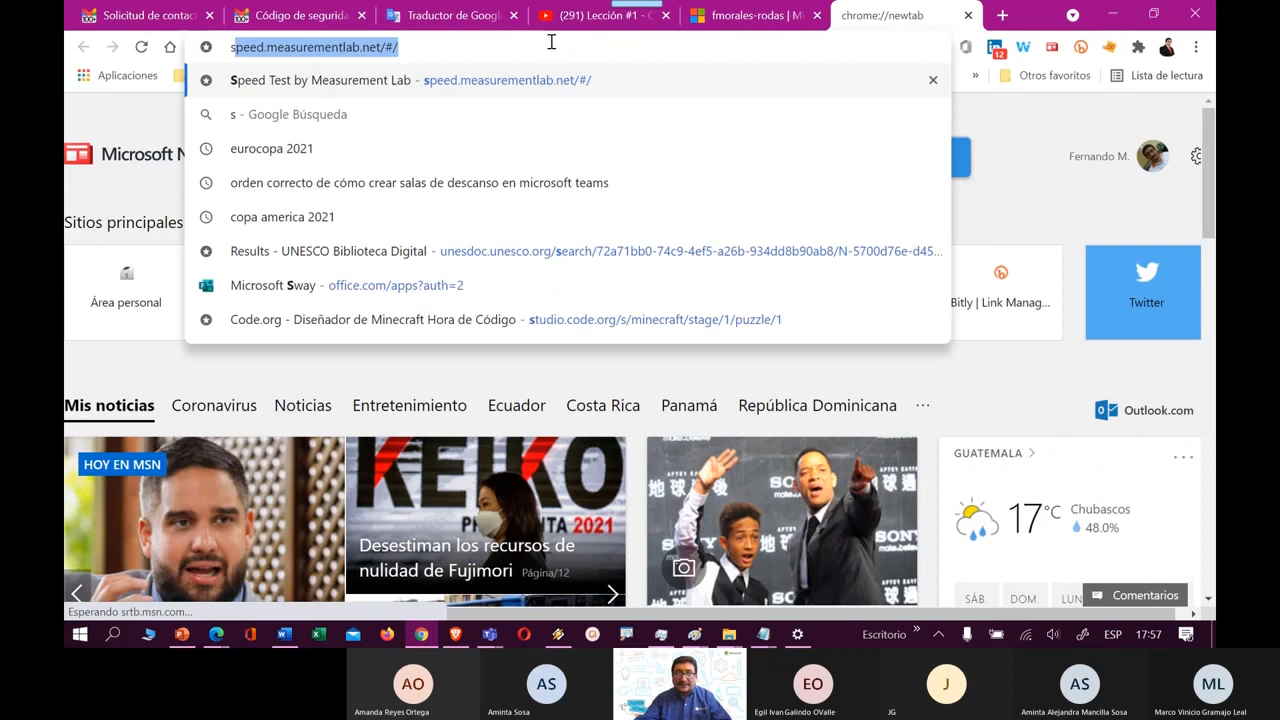 Solicitud de contact
Código de segurida
Traductor de Googl
(291) Lección #1 - C
fmorales-rodas | M
chrome://newtab
speed.measurementlab.net/#/
12
Aplicaciones
»
Otros favoritos
Lista de lectura
Speed Test by Measurement Lab - speed.measurementlab.net/#/
s - Google Búsqueda
eurocopa 2021
orden correcto de cómo crear salas de descanso en microsoft teams
copa america 2021
Results - UNESCO Biblioteca Digital - unesdoc.unesco.org/search/72a71bb0-74c9-4ef5-a26b-934dd8b90ab8/N-5700d76e-d45...
Microsoft Sway - office.com/apps?auth=2
Code.org - Diseñador de Minecraft Hora de Código - studio.code.org/s/minecraft/stage/1/puzzle/1
Microsoft N
Fernando M.
Sitios principales
Área personal
Bitly | Link Manag...
Twitter
Mis noticias
Coronavirus
Noticias
Entretenimiento
Ecuador
Costa Rica
Panamá
República Dominicana
...
Outlook.com
HOY EN MSN
KEIKO
2021
Desestiman los recursos de
nulidad de Fujimori Página/12
AFTER EARTH
SONY
make.believe
GUATEMALA
...
17°C
Chubascos
48.0%
SÁB.
DOM.
LUN
Comentarios
Esperando srtb.msn.com...
Escritorio
»
ESP
17:57
AO
Amanda Reyes Ortega
AS
Aminta Sosa
EO
Egil Ivan Galindo OValle
J
JG
AS
Aminta Alejandra Mancilla Sosa
ML
Marco Vinicio Gramajo Leal